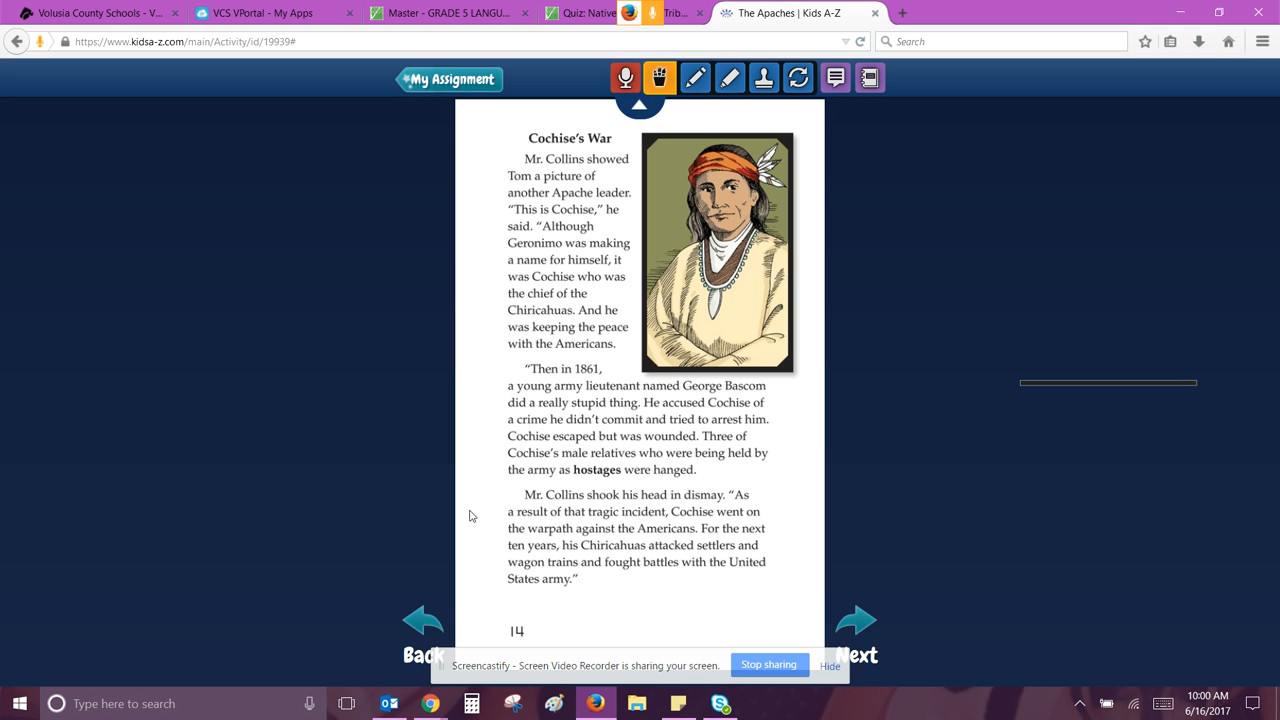 Volusia County Schools - V...
VCS VPortal - My Apps
Master - GRADE 5 LANGU...
Quiz: Native
Trib...
The Apaches | Kids A-Z
https://www.kidsa-z.com/main/Activity/id/19939#
Search
My Assignment
Cochise's War
Mr. Collins showed
Tom a picture of
another Apache leader.
“This is Cochise,” he
said. “Although
Geronimo was making
a name for himself, it
was Cochise who was
the chief of the
Chiricahuas. And he
was keeping the peace
with the Americans.
“Then in 1861,
a young army lieutenant named George Bascom
did a really stupid thing. He accused Cochise of
a crime he didn’t commit and tried to arrest him.
Cochise escaped but was wounded. Three of
Cochise’s male relatives who were being held by
the army as hostages were hanged.
Mr. Collins shook his head in dismay. “As
a result of that tragic incident, Cochise went on
the warpath against the Americans. For the next
ten years, his Chiricahuas attacked settlers and
wagon trains and fought battles with the United
States army.”
14
Back
Next
Screencastify - Screen Video Recorder is sharing your screen.
Stop sharing
Hide
Type here to search
10:00 AM
6/16/2017